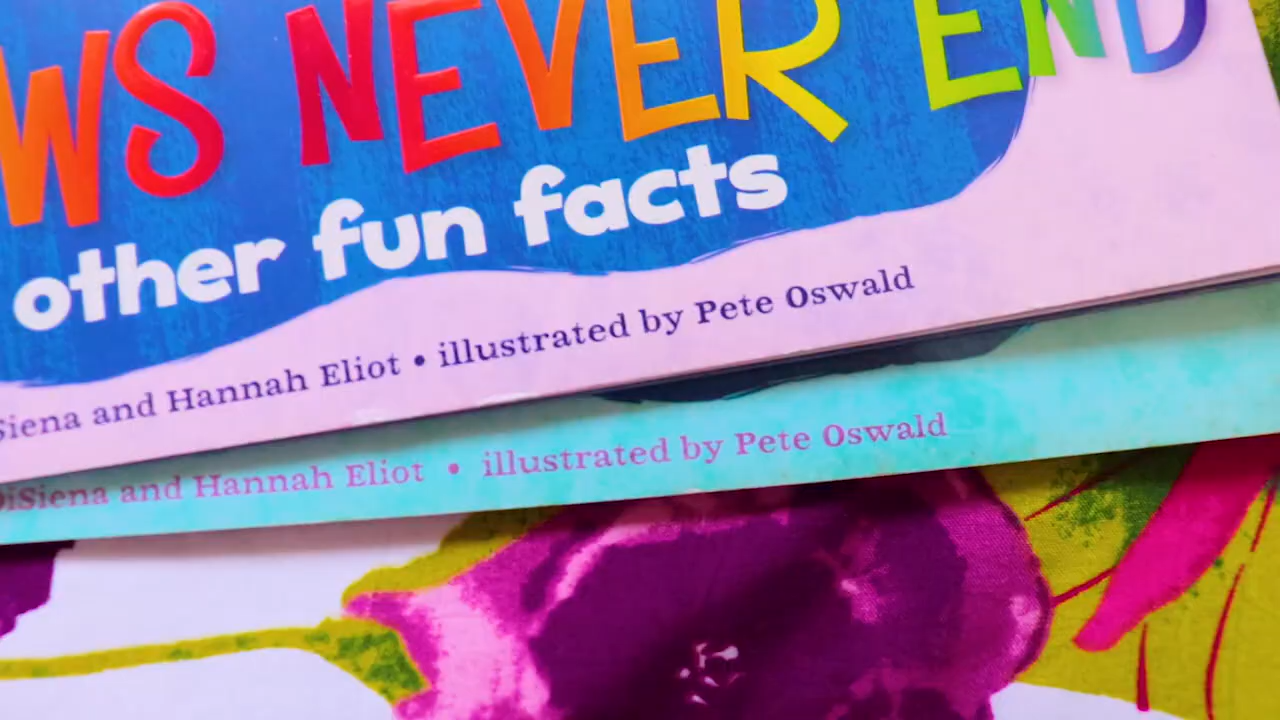 WS NEVER END
other fun facts
Siena and Hannah Eliot • illustrated by Pete Oswald
DiSiena and Hannah Eliot • illustrated by Pete Oswald